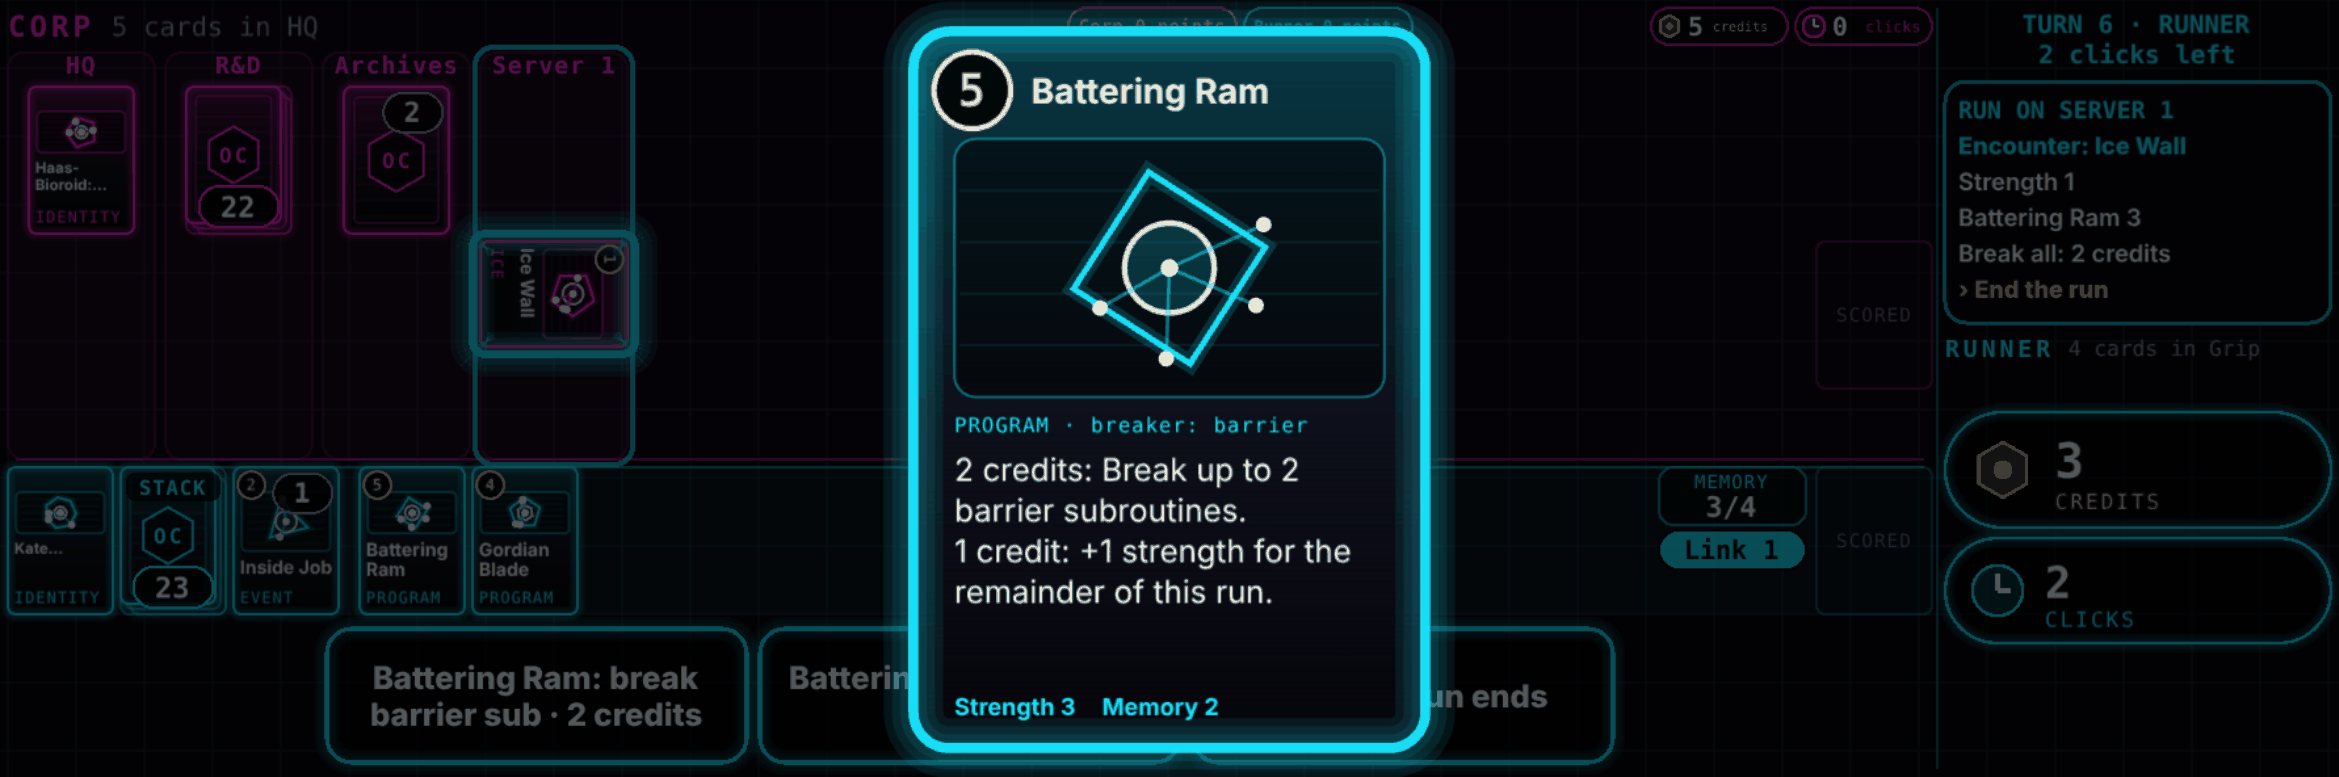 CORP 5 cards in HQ
Corp 0 points
Runner 0 points
5 credits
0 clicks
HQ
R&D
Archives
Server 1
Haas-
Bioroid:...
IDENTITY
OC
22
2
OC
ICE
Ice Wall
1
SCORED
TURN 6 · RUNNER
2 clicks left
RUN ON SERVER 1
Encounter: Ice Wall
Strength 1
Battering Ram 3
Break all: 2 credits
› End the run
RUNNER 4 cards in Grip
3
CREDITS
2
CLICKS
5
Battering Ram
PROGRAM · breaker: barrier
2 credits: Break up to 2
barrier subroutines.
1 credit: +1 strength for the
remainder of this run.
Strength 3 Memory 2
Kate...
IDENTITY
STACK
OC
23
2
1
Inside Job
EVENT
5
Battering
Ram
PROGRAM
4
Gordian
Blade
PROGRAM
MEMORY
3/4
Link 1
SCORED
Battering Ram: break
barrier sub · 2 credits
un ends